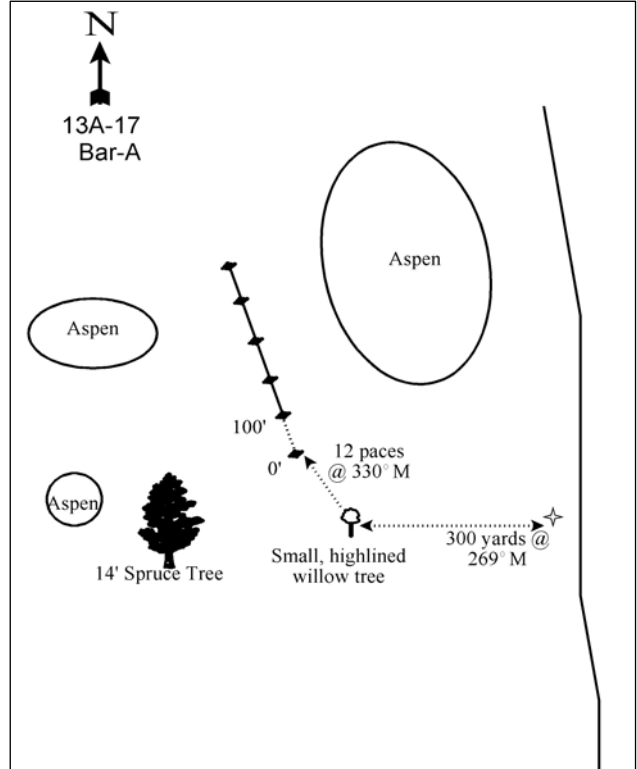 N
13A-17
Bar-A
Aspen
Aspen
100'
0'
12 paces
@ 330° M
Aspen
14' Spruce Tree
Small, highlined
willow tree
300 yards @
269° M